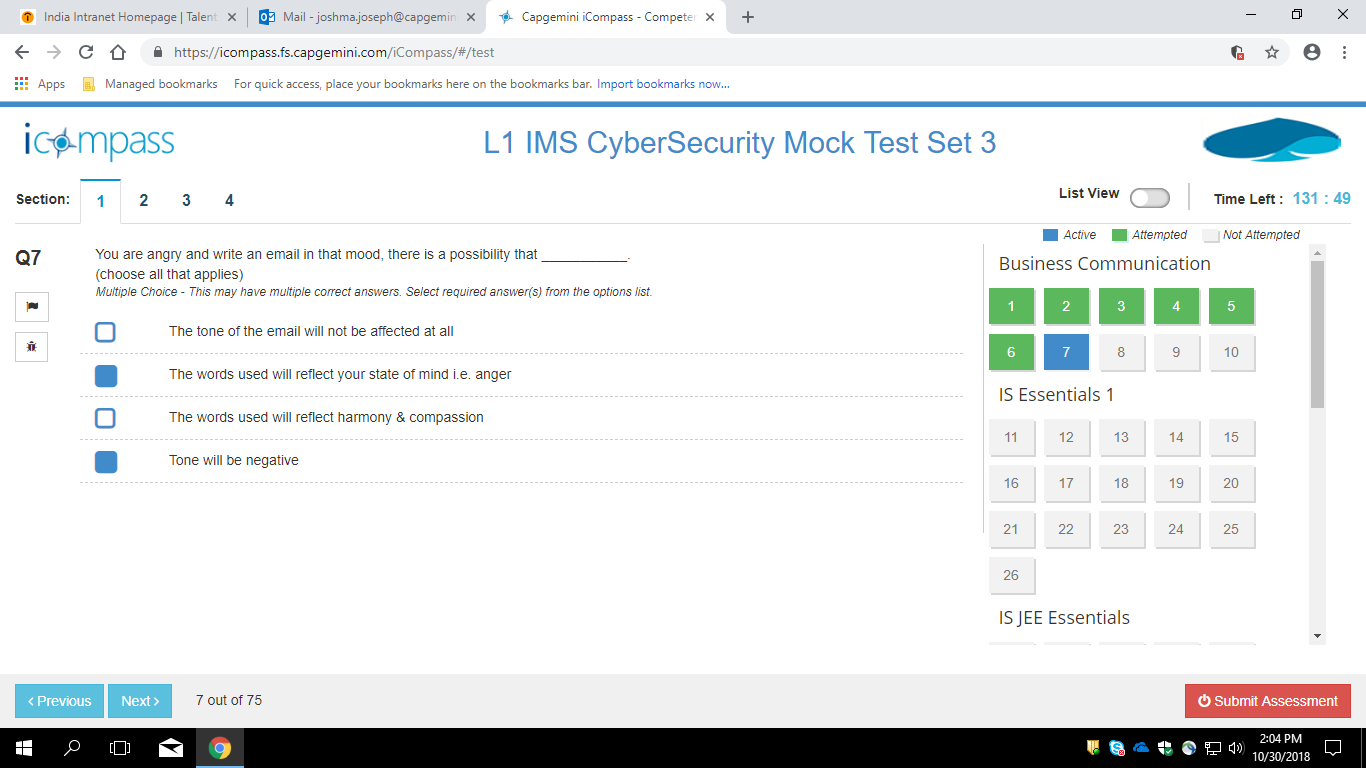 India Intranet Homepage | Talent
Mail - joshma.joseph@capgemin
Capgemini iCompass - Competen
https://icompass.fs.capgemini.com/iCompass/#/test
Apps
Managed bookmarks
For quick access, place your bookmarks here on the bookmarks bar. Import bookmarks now...
icompass
L1 IMS CyberSecurity Mock Test Set 3
Section: 1 2 3 4
List View
Time Left : 131 : 49
Active Attempted Not Attempted
Q7
You are angry and write an email in that mood, there is a possibility that ___________.
(choose all that applies)
Multiple Choice - This may have multiple correct answers. Select required answer(s) from the options list.
The tone of the email will not be affected at all
The words used will reflect your state of mind i.e. anger
The words used will reflect harmony & compassion
Tone will be negative
Business Communication
1 2 3 4 5
6 7 8 9 10
IS Essentials 1
11 12 13 14 15
16 17 18 19 20
21 22 23 24 25
26
IS JEE Essentials
‹ Previous
Next ›
7 out of 75
Submit Assessment
2:04 PM
10/30/2018